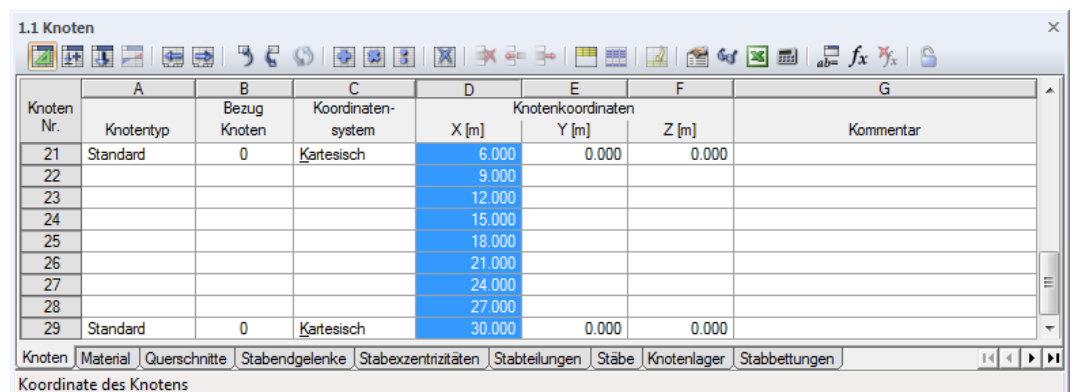 1.1 Knoten
A B C D E F G
Knoten Bezug Koordinaten- Knotenkoordinaten
Nr. Knotentyp Knoten system X [m] Y [m] Z [m] Kommentar
21 Standard 0 Kartesisch 6.000 0.000 0.000
22 9.000
23 12.000
24 15.000
25 18.000
26 21.000
27 24.000
28 27.000
29 Standard 0 Kartesisch 30.000 0.000 0.000
Knoten Material Querschnitte Stabendgelenke Stabexzentrizitäten Stabteilungen Stäbe Knotenlager Stabbettungen
Koordinate des Knotens